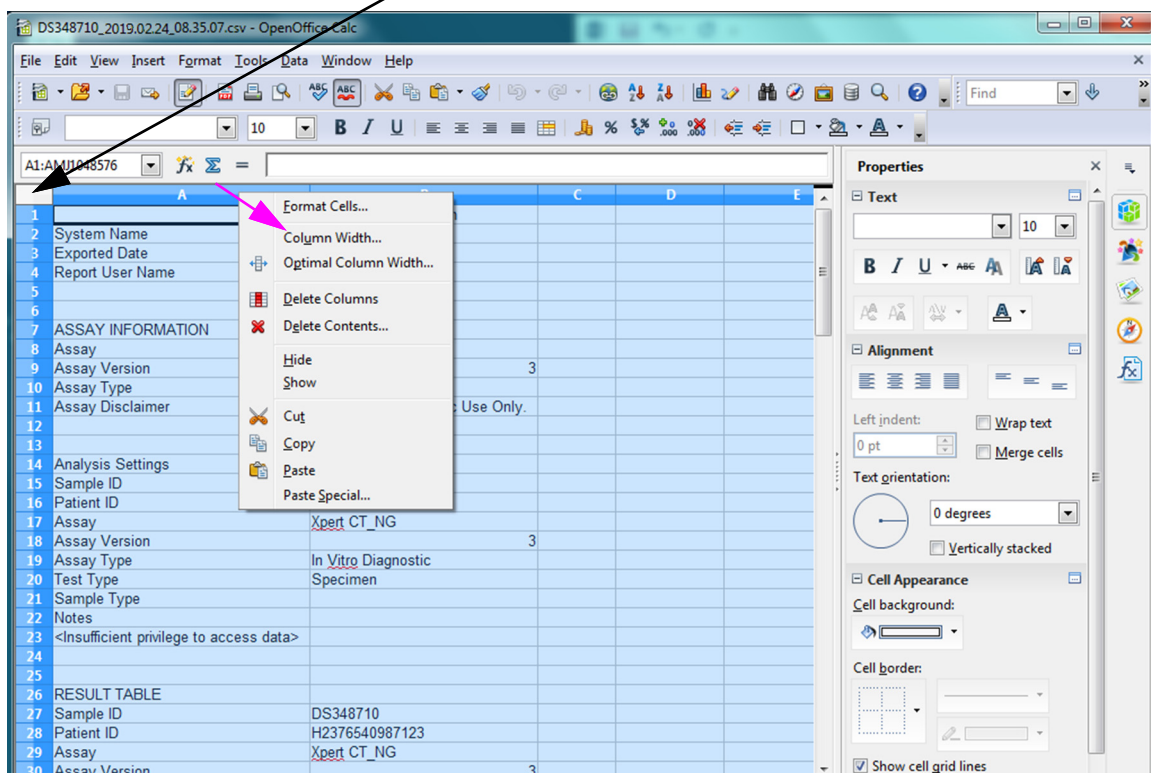 DS348710_2019.02.24_08.35.07.csv - OpenOffice Calc
File Edit View Insert Format Tools Data Window Help
Find
10
A1:AMJ1048576
A C D E
1
2 System Name
3 Exported Date
4 Report User Name
5
6
7 ASSAY INFORMATION
8 Assay
9 Assay Version 3
10 Assay Type
11 Assay Disclaimer Use Only.
12
13
14 Analysis Settings
15 Sample ID
16 Patient ID
17 Assay Xpert CT_NG
18 Assay Version 3
19 Assay Type In Vitro Diagnostic
20 Test Type Specimen
21 Sample Type
22 Notes
23 <Insufficient privilege to access data>
24
25
26 RESULT TABLE
27 Sample ID DS348710
28 Patient ID H2376540987123
29 Assay Xpert CT_NG
30 Assay Version 3
Format Cells...
Column Width...
Optimal Column Width...
Delete Columns
Delete Contents...
Hide
Show
Cut
Copy
Paste
Paste Special...
Properties
Text
10
Alignment
Left indent:
0 pt
Wrap text
Merge cells
Text orientation:
0 degrees
Vertically stacked
Cell Appearance
Cell background:
Cell border:
Show cell grid lines